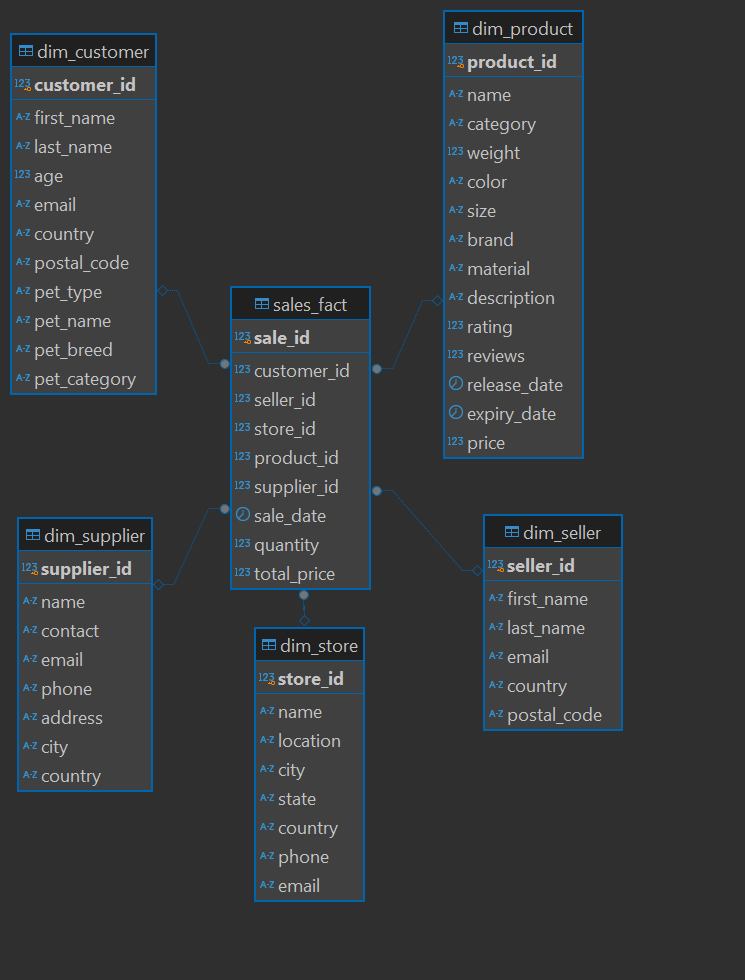 dim_customer
123 customer_id
A-Z first_name
A-Z last_name
123 age
A-Z email
A-Z country
A-Z postal_code
A-Z pet_type
A-Z pet_name
A-Z pet_breed
A-Z pet_category
dim_product
123 product_id
A-Z name
A-Z category
123 weight
A-Z color
A-Z size
A-Z brand
A-Z material
A-Z description
123 rating
123 reviews
release_date
expiry_date
123 price
sales_fact
123 sale_id
123 customer_id
123 seller_id
123 store_id
123 product_id
123 supplier_id
sale_date
123 quantity
123 total_price
dim_supplier
123 supplier_id
A-Z name
A-Z contact
A-Z email
A-Z phone
A-Z address
A-Z city
A-Z country
dim_store
123 store_id
A-Z name
A-Z location
A-Z city
A-Z state
A-Z country
A-Z phone
A-Z email
dim_seller
123 seller_id
A-Z first_name
A-Z last_name
A-Z email
A-Z country
A-Z postal_code